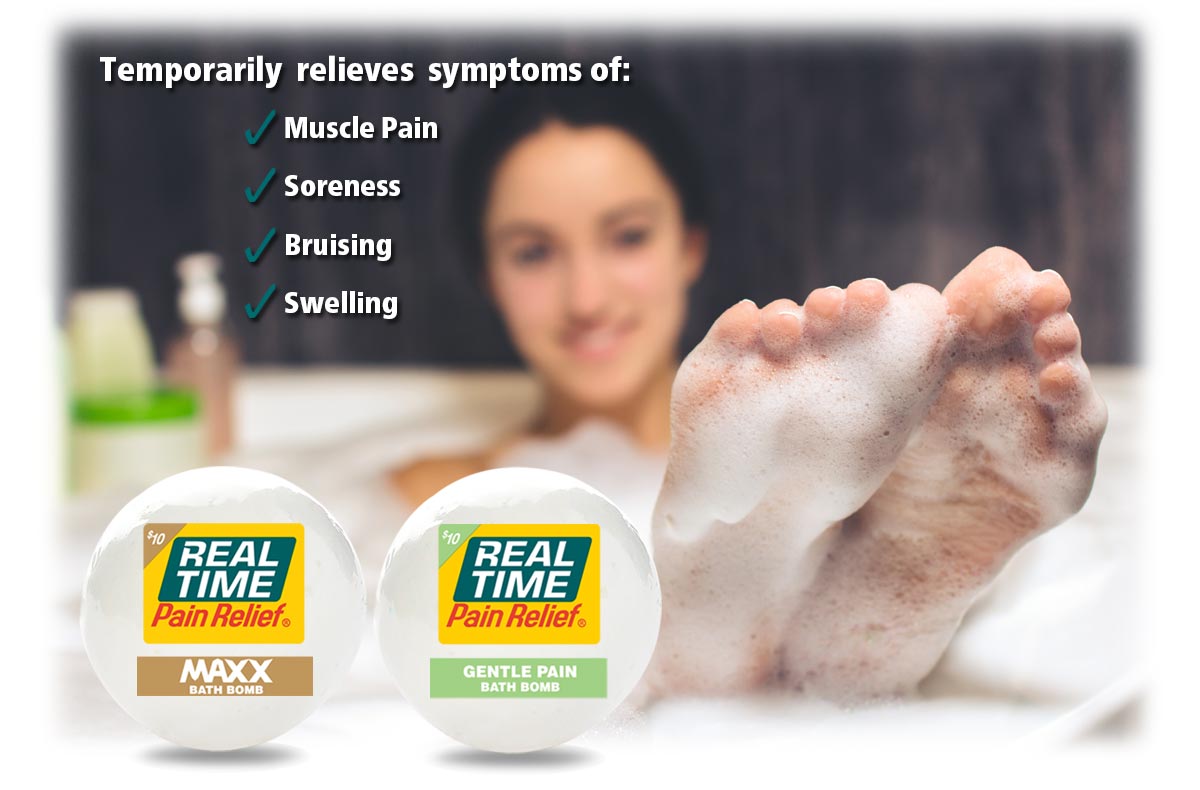 Temporarily relieves symptoms of:
✓ Muscle Pain
✓ Soreness
✓ Bruising
✓ Swelling
$10
REAL
TIME
Pain Relief®
MAXX
BATH BOMB
$10
REAL
TIME
Pain Relief®
GENTLE PAIN
BATH BOMB